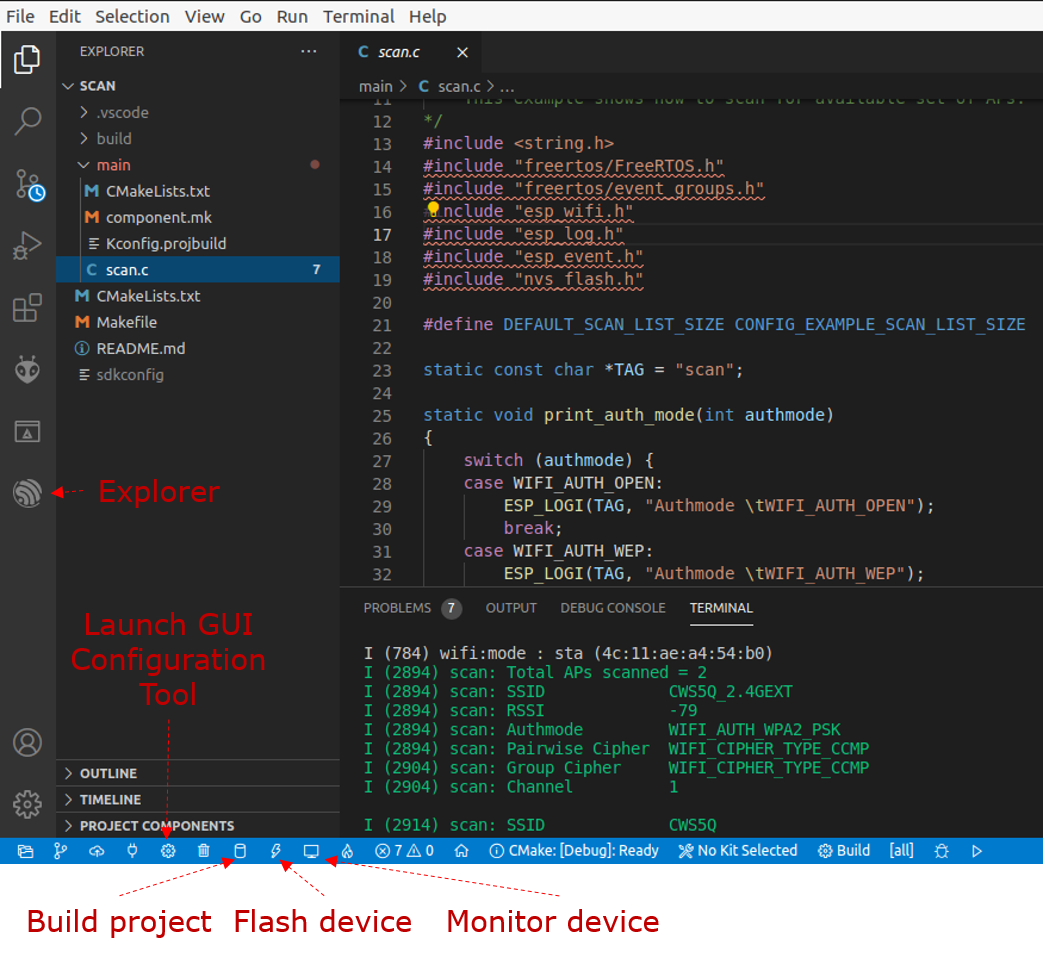 File Edit Selection View Go Run Terminal Help
EXPLORER ...
SCAN
.vscode
build
main
CMakeLists.txt
component.mk
Kconfig.projbuild
scan.c 7
CMakeLists.txt
Makefile
README.md
sdkconfig
Explorer
Launch GUI
Configuration
Tool
OUTLINE
TIMELINE
PROJECT COMPONENTS
C scan.c ×
main > C scan.c > ...
11 This example shows how to scan for available set of APs.
12 */
13 #include <string.h>
14 #include "freertos/FreeRTOS.h"
15 #include "freertos/event_groups.h"
16 #include "esp_wifi.h"
17 #include "esp_log.h"
18 #include "esp_event.h"
19 #include "nvs_flash.h"
20
21 #define DEFAULT_SCAN_LIST_SIZE CONFIG_EXAMPLE_SCAN_LIST_SIZE
22
23 static const char *TAG = "scan";
24
25 static void print_auth_mode(int authmode)
26 {
27 switch (authmode) {
28 case WIFI_AUTH_OPEN:
29 ESP_LOGI(TAG, "Authmode \tWIFI_AUTH_OPEN");
30 break;
31 case WIFI_AUTH_WEP:
32 ESP_LOGI(TAG, "Authmode \tWIFI_AUTH_WEP");
PROBLEMS 7 OUTPUT DEBUG CONSOLE TERMINAL
I (784) wifi:mode : sta (4c:11:ae:a4:54:b0)
I (2894) scan: Total APs scanned = 2
I (2894) scan: SSID CWS5Q_2.4GEXT
I (2894) scan: RSSI -79
I (2894) scan: Authmode WIFI_AUTH_WPA2_PSK
I (2894) scan: Pairwise Cipher WIFI_CIPHER_TYPE_CCMP
I (2904) scan: Group Cipher WIFI_CIPHER_TYPE_CCMP
I (2904) scan: Channel 1
I (2914) scan: SSID CWS5Q
7 0 CMake: [Debug]: Ready No Kit Selected Build [all]
Build project Flash device Monitor device